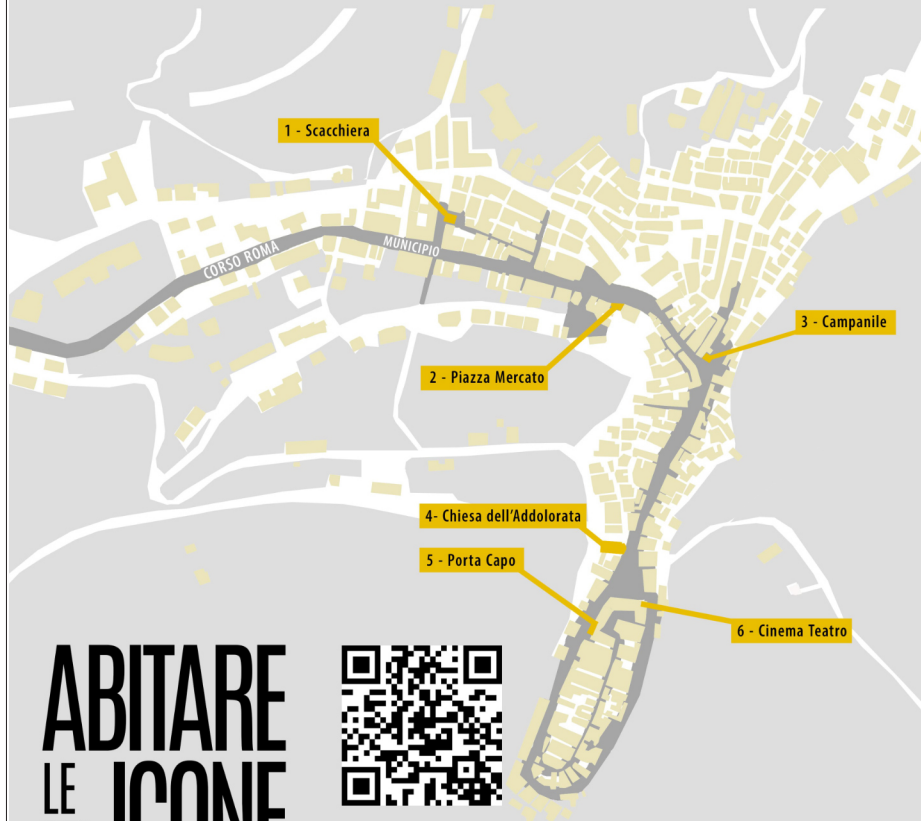 1 - Scacchiera
CORSO ROMA
MUNICIPIO
3 - Campanile
2 - Piazza Mercato
4- Chiesa dell'Addolorata
5 - Porta Capo
6 - Cinema Teatro
ABITARE
LE ICONE